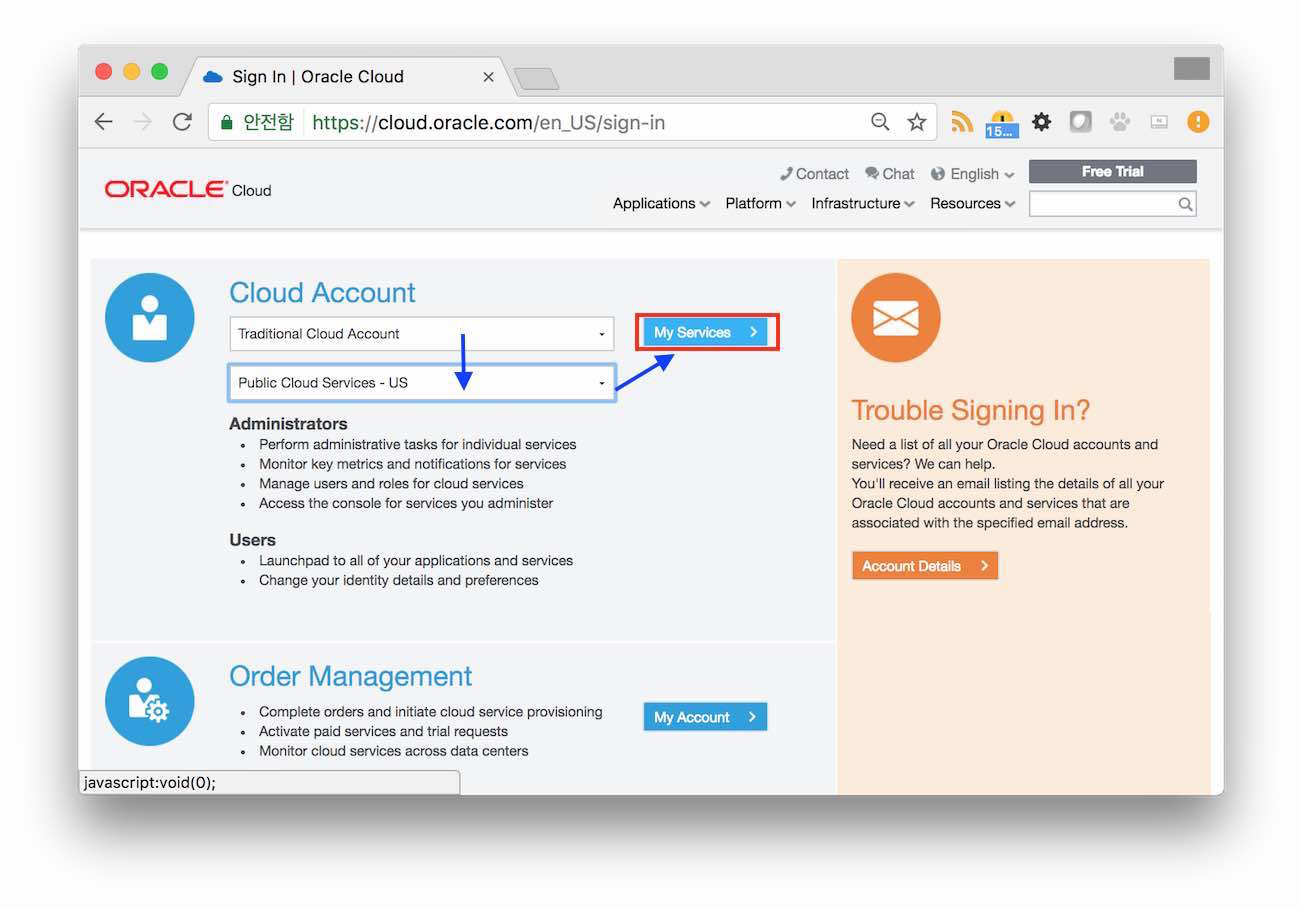 Sign In | Oracle Cloud
안전함 https://cloud.oracle.com/en_US/sign-in
15...
N
ORACLE Cloud
Contact Chat English Free Trial
Applications Platform Infrastructure Resources
Cloud Account
Traditional Cloud Account
My Services
Public Cloud Services - US
Administrators
• Perform administrative tasks for individual services
• Monitor key metrics and notifications for services
• Manage users and roles for cloud services
• Access the console for services you administer
Users
• Launchpad to all of your applications and services
• Change your identity details and preferences
Trouble Signing In?
Need a list of all your Oracle Cloud accounts and
services? We can help.
You'll receive an email listing the details of all your
Oracle Cloud accounts and services that are
associated with the specified email address.
Account Details
Order Management
• Complete orders and initiate cloud service provisioning
• Activate paid services and trial requests
• Monitor cloud services across data centers
My Account
javascript:void(0);